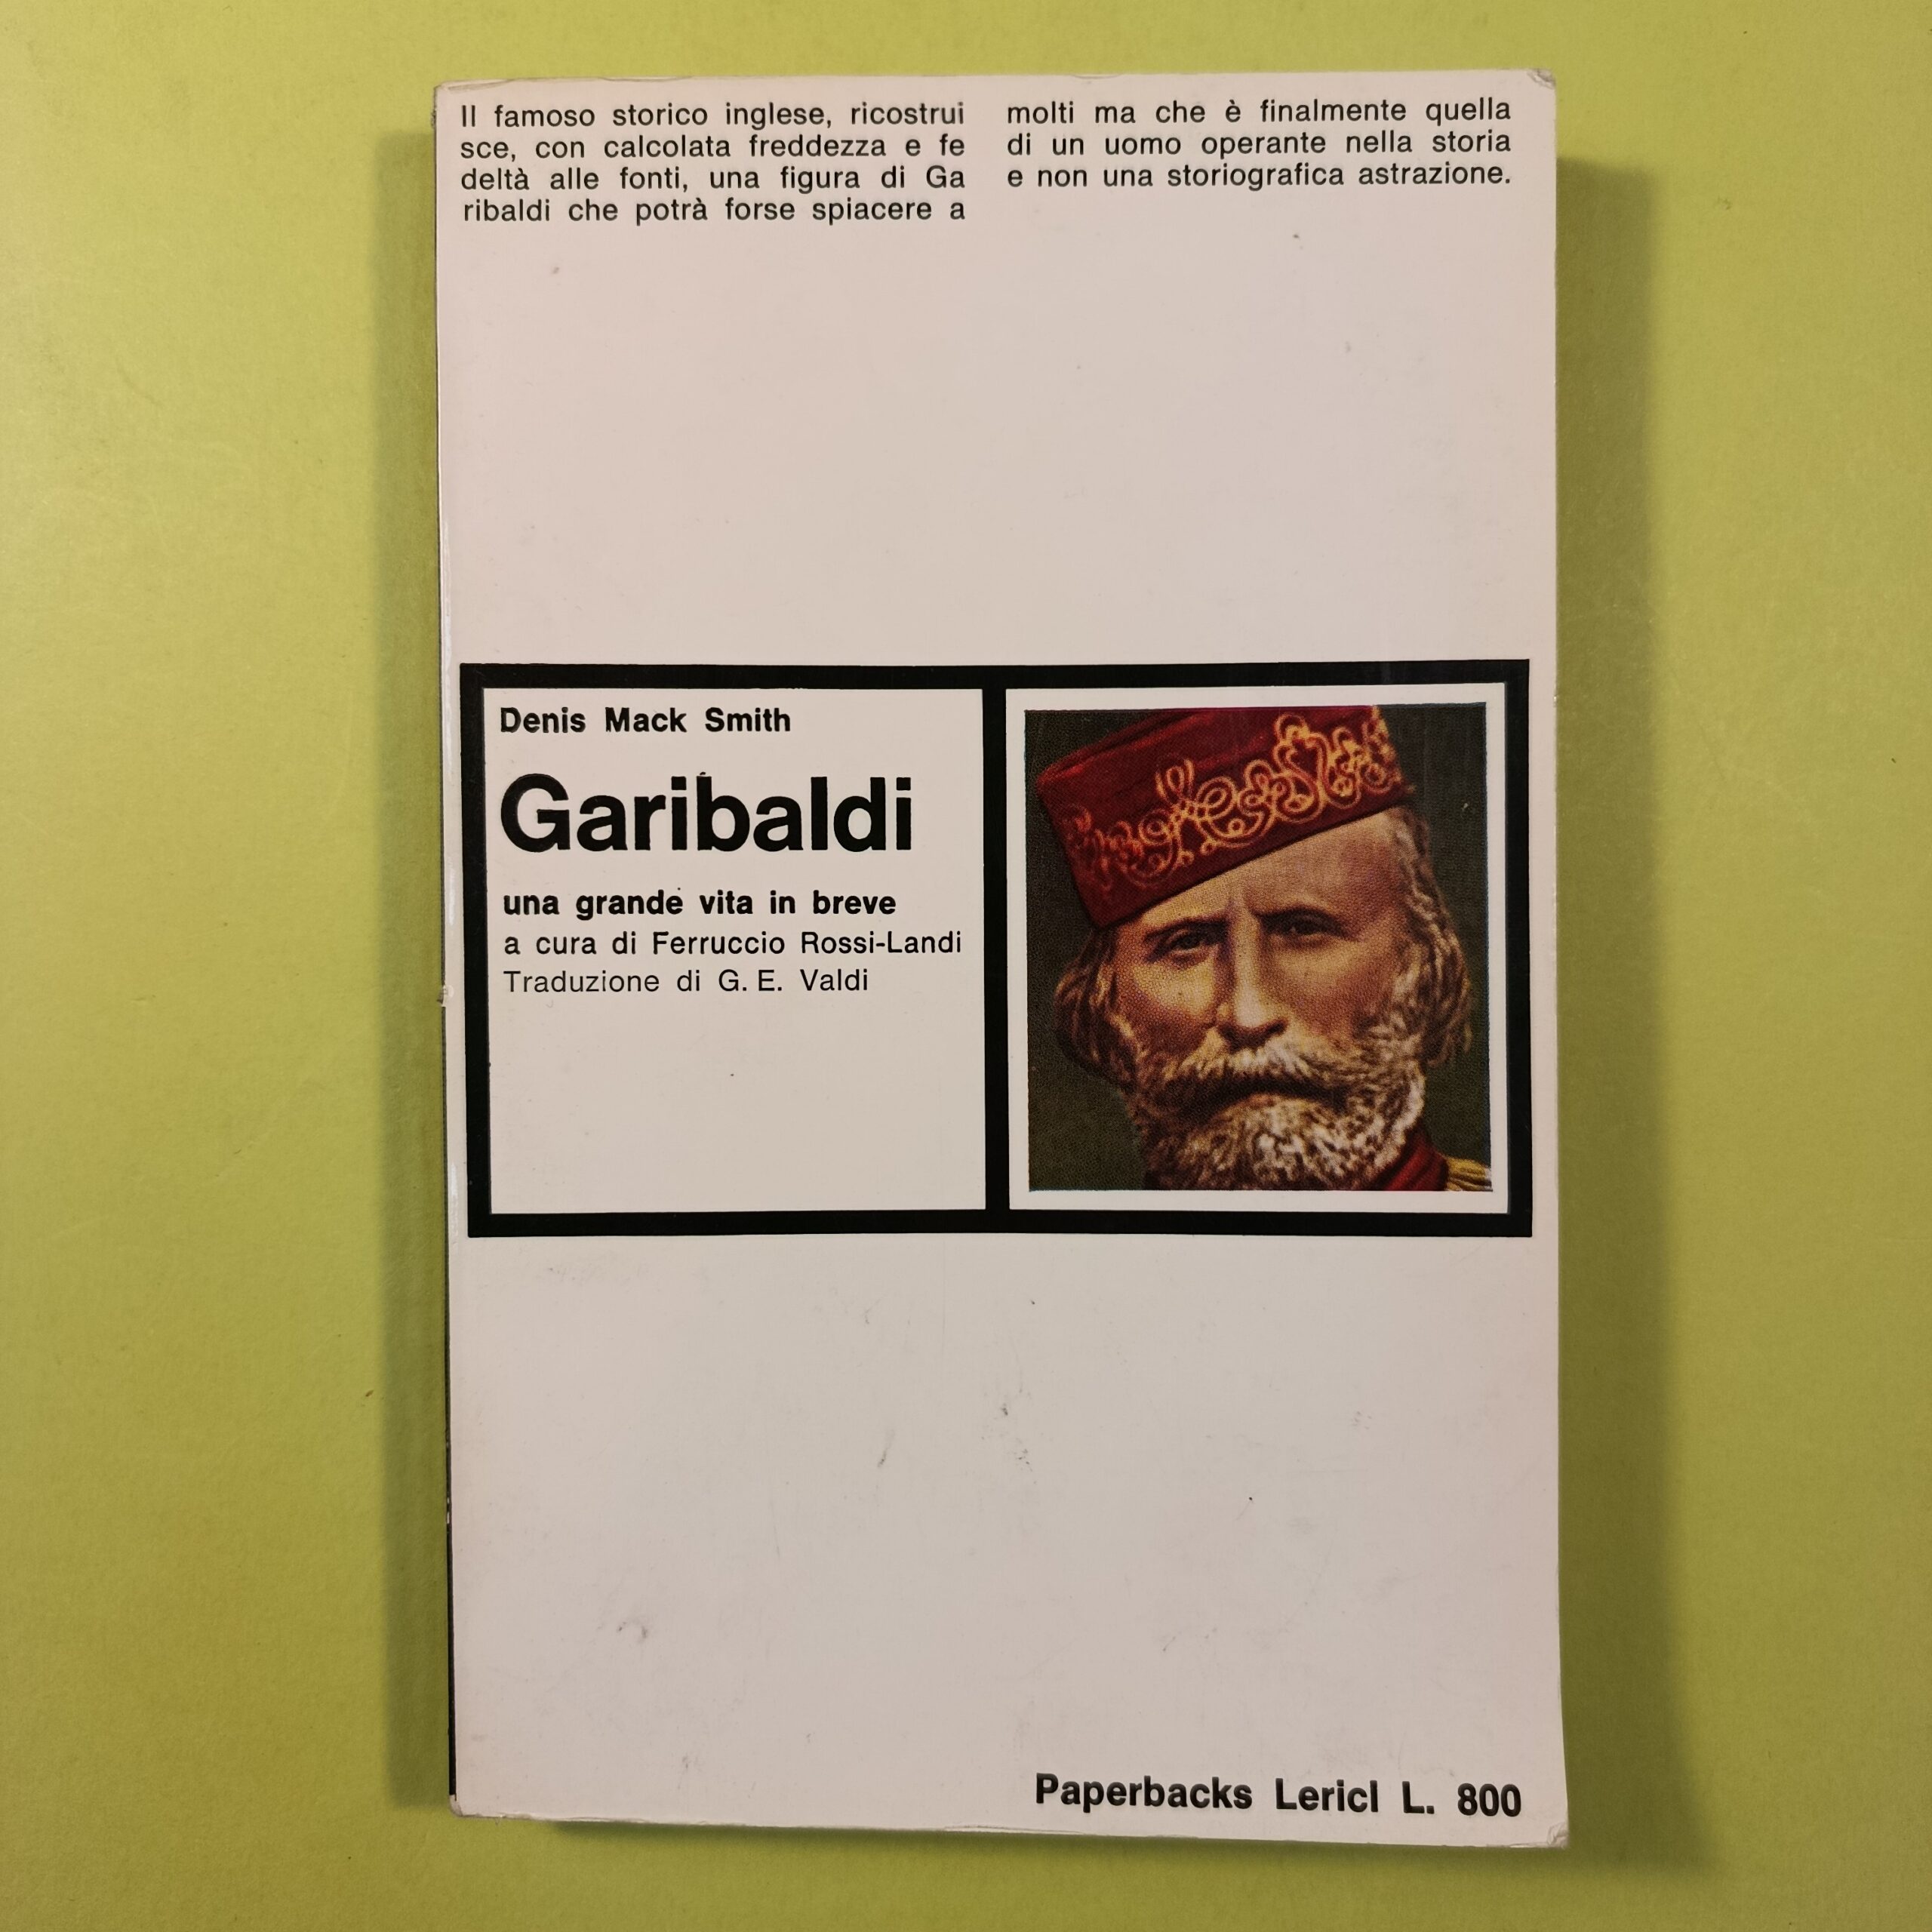 Il famoso storico inglese, ricostrui
sce, con calcolata freddezza e fe
deltà alle fonti, una figura di Ga
ribaldi che potrà forse spiacere a
molti ma che è finalmente quella
di un uomo operante nella storia
e non una storiografica astrazione.
Denis Mack Smith
Garibaldi
una grande vita in breve
a cura di Ferruccio Rossi-Landi
Traduzione di G. E. Valdi
Paperbacks Lerici L. 800